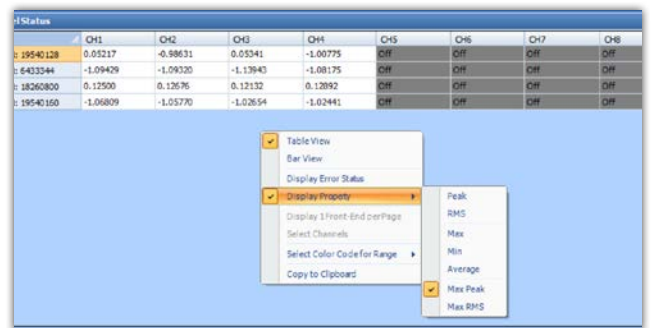 elStatus
CH1 CH2 CH3 CH4 CH5 CH6 CH7 CH8
: 19540128 0.05217 -0.98631 0.05341 -1.00775 Off Off Off Off
: 6433344 -1.09429 -1.09320 -1.13943 -1.08175 Off Off Off Off
: 18260800 0.12500 0.12676 0.12132 0.12892 Off Off Off Off
: 19540160 -1.06809 -1.05770 -1.02654 -1.02441 Off Off Off Off
Table View
Bar View
Display Error Status
Display Property
Display 1 Front-End per Page
Select Channels
Select Color Code for Range
Copy to Clipboard
Peak
RMS
Max
Min
Average
Max Peak
Max RMS